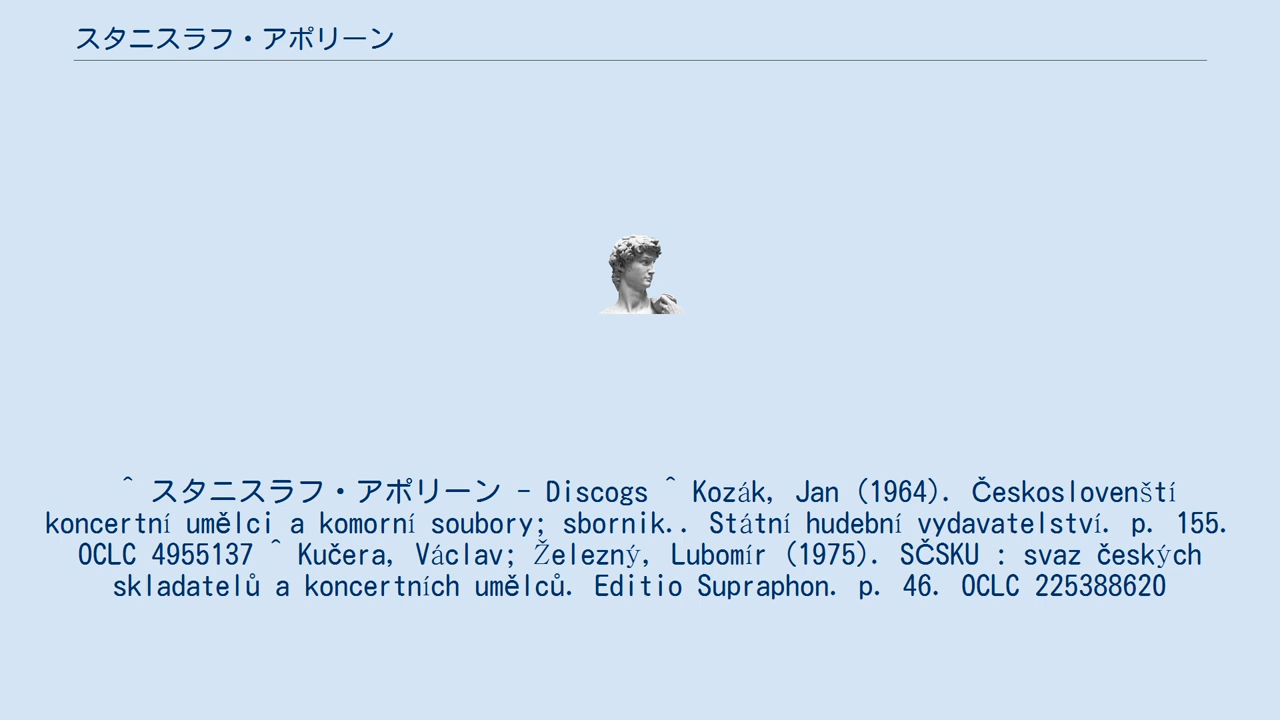 スタニスラフ・アポリーン
^ スタニスラフ・アポリーン - Discogs ^ Kozák, Jan (1964). Českoslovenští
koncertní umělci a komorní soubory; sbornik.. Státní hudební vydavatelství. p. 155.
OCLC 4955137 ^ Kučera, Václav; Železný, Lubomír (1975). SČSKU : svaz českých
skladatelů a koncertních umělců. Editio Supraphon. p. 46. OCLC 225388620